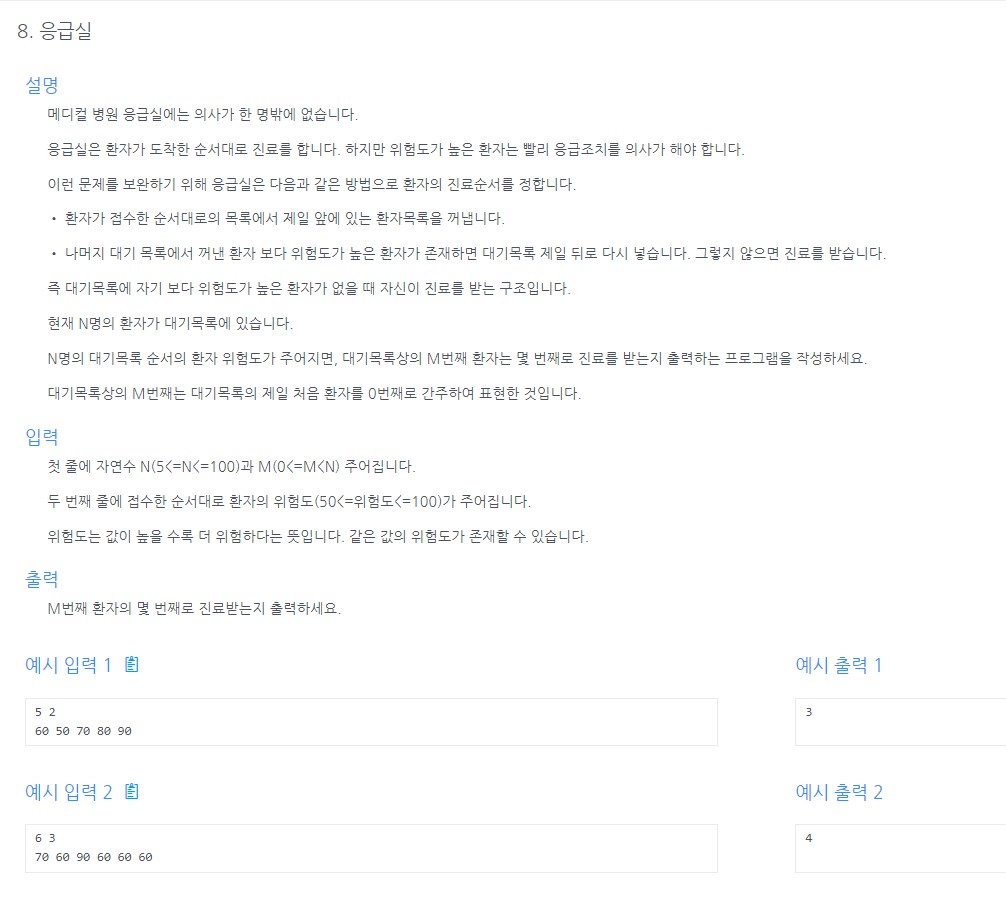 8. 응급실
설명
메디컬 병원 응급실에는 의사가 한 명밖에 없습니다.
응급실은 환자가 도착한 순서대로 진료를 합니다. 하지만 위험도가 높은 환자는 빨리 응급조치를 의사가 해야 합니다.
이런 문제를 보완하기 위해 응급실은 다음과 같은 방법으로 환자의 진료순서를 정합니다.
• 환자가 접수한 순서대로의 목록에서 제일 앞에 있는 환자목록을 꺼냅니다.
• 나머지 대기 목록에서 꺼낸 환자 보다 위험도가 높은 환자가 존재하면 대기목록 제일 뒤로 다시 넣습니다. 그렇지 않으면 진료를 받습니다.
즉 대기목록에 자기 보다 위험도가 높은 환자가 없을 때 자신이 진료를 받는 구조입니다.
현재 N명의 환자가 대기목록에 있습니다.
N명의 대기목록 순서의 환자 위험도가 주어지면, 대기목록상의 M번째 환자는 몇 번째로 진료를 받는지 출력하는 프로그램을 작성하세요.
대기목록상의 M번째는 대기목록의 제일 처음 환자를 0번째로 간주하여 표현한 것입니다.
입력
첫 줄에 자연수 N(5<=N<=100)과 M(0<=M<N) 주어집니다.
두 번째 줄에 접수한 순서대로 환자의 위험도(50<=위험도<=100)가 주어집니다.
위험도는 값이 높을 수록 더 위험하다는 뜻입니다. 같은 값의 위험도가 존재할 수 있습니다.
출력
M번째 환자의 몇 번째로 진료받는지 출력하세요.
예시 입력 1
5 2
60 50 70 80 90
예시 출력 1
3
예시 입력 2
6 3
70 60 90 60 60 60
예시 출력 2
4